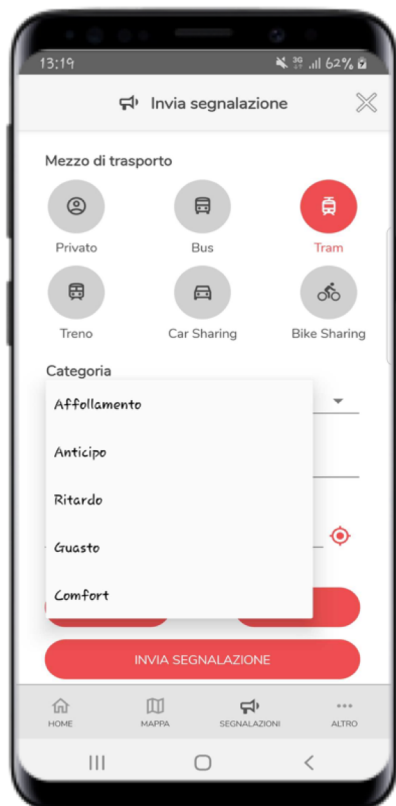 13:19 3G 62%
Invia segnalazione
Mezzo di trasporto
Privato Bus Tram
Treno Car Sharing Bike Sharing
Categoria
Affollamento
Anticipo
Ritardo
Guasto
Comfort
INVIA SEGNALAZIONE
HOME MAPPA SEGNALAZIONI ALTRO